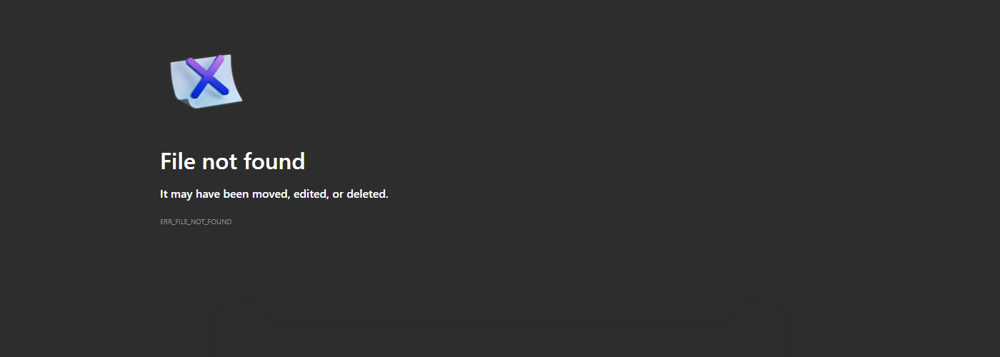 File not found
It may have been moved, edited, or deleted.
ERR_FILE_NOT_FOUND